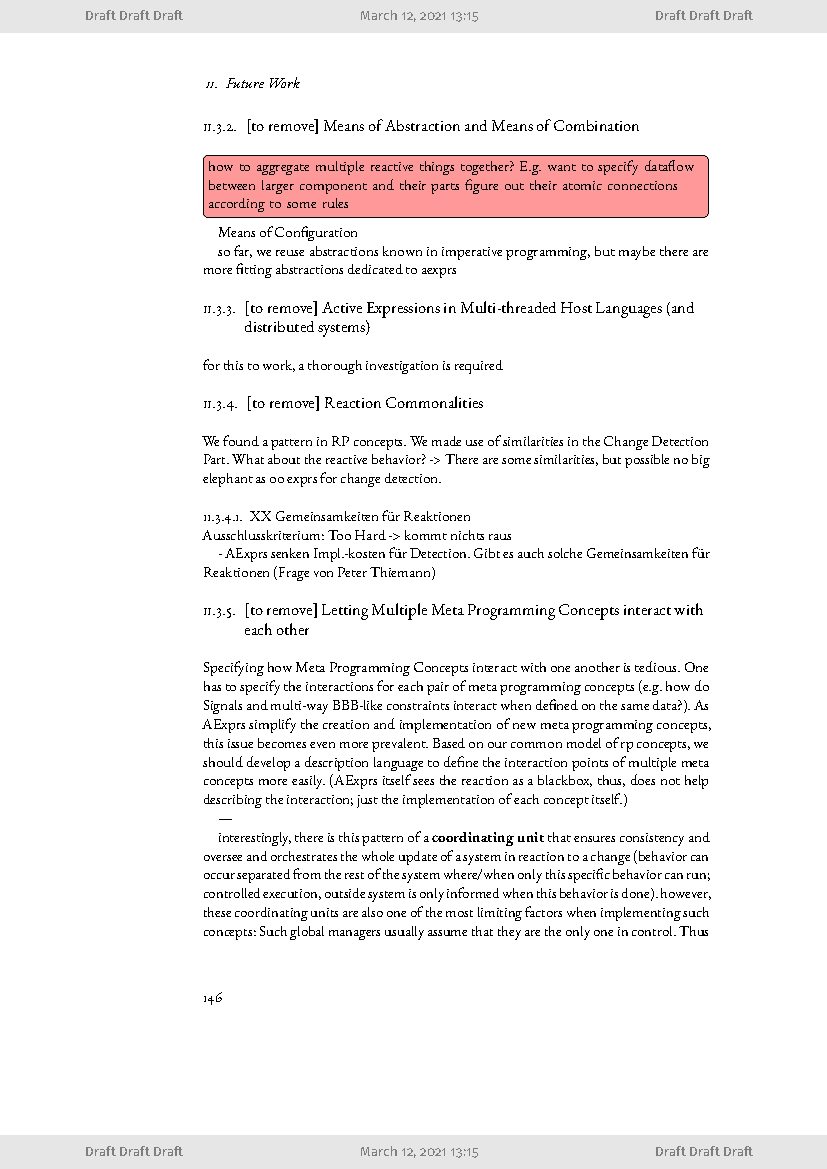 Draft Draft Draft March 12, 2021 13:15 Draft Draft Draft
11. Future Work
11.3.2. [to remove] Means of Abstraction and Means of Combination
how to aggregate multiple reactive things together? E.g. want to specify dataflow
between larger component and their parts figure out their atomic connections
according to some rules
Means of Configuration
so far, we reuse abstractions known in imperative programming, but maybe there are
more fitting abstractions dedicated to aexprs
11.3.3. [to remove] Active Expressions in Multi-threaded Host Languages (and
distributed systems)
for this to work, a thorough investigation is required
11.3.4. [to remove] Reaction Commonalities
We found a pattern in RP concepts. We made use of similarities in the Change Detection
Part. What about the reactive behavior? -> There are some similarities, but possible no big
elephant as oo exprs for change detection.
11.3.4.1. XX Gemeinsamkeiten für Reaktionen
Ausschlusskriterium: Too Hard -> kommt nichts raus
- AExprs senken Impl.-kosten für Detection. Gibt es auch solche Gemeinsamkeiten für
Reaktionen (Frage von Peter Thiemann)
11.3.5. [to remove] Letting Multiple Meta Programming Concepts interact with
each other
Specifying how Meta Programming Concepts interact with one another is tedious. One
has to specify the interactions for each pair of meta programming concepts (e.g. how do
Signals and multi-way BBB-like constraints interact when defined on the same data?). As
AExprs simplify the creation and implementation of new meta programming concepts,
this issue becomes even more prevalent. Based on our common model of rp concepts, we
should develop a description language to define the interaction points of multiple meta
concepts more easily. (AExprs itself sees the reaction as a blackbox, thus, does not help
describing the interaction; just the implementation of each concept itself.)
—
interestingly, there is this pattern of a coordinating unit that ensures consistency and
oversee and orchestrates the whole update of a system in reaction to a change (behavior can
occur separated from the rest of the system where/when only this specific behavior can run;
controlled execution, outside system is only informed when this behavior is done). however,
these coordinating units are also one of the most limiting factors when implementing such
concepts: Such global managers usually assume that they are the only one in control. Thus
146
Draft Draft Draft March 12, 2021 13:15 Draft Draft Draft